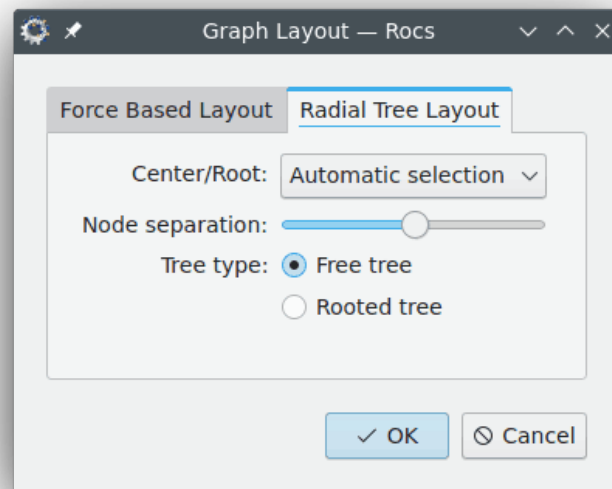 Graph Layout — Rocs
Force Based Layout Radial Tree Layout
Center/Root: Automatic selection
Node separation:
Tree type: Free tree
Rooted tree
OK Cancel